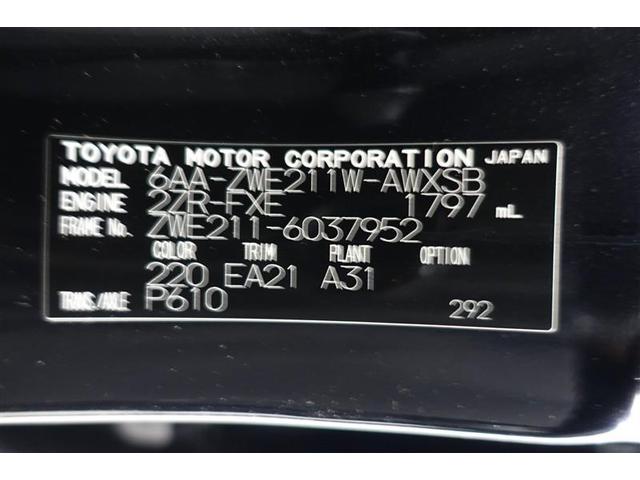 TOYOTA MOTOR CORPORATION JAPAN
MODEL 6AA-ZWE211W-AWXSB
ENGINE 2ZR-FXE 1797 mL
FRAME No. ZWE211-6037952
COLOR TRIM PLANT OPTION
220 EA21 A31
TRANS./AXLE P610 292